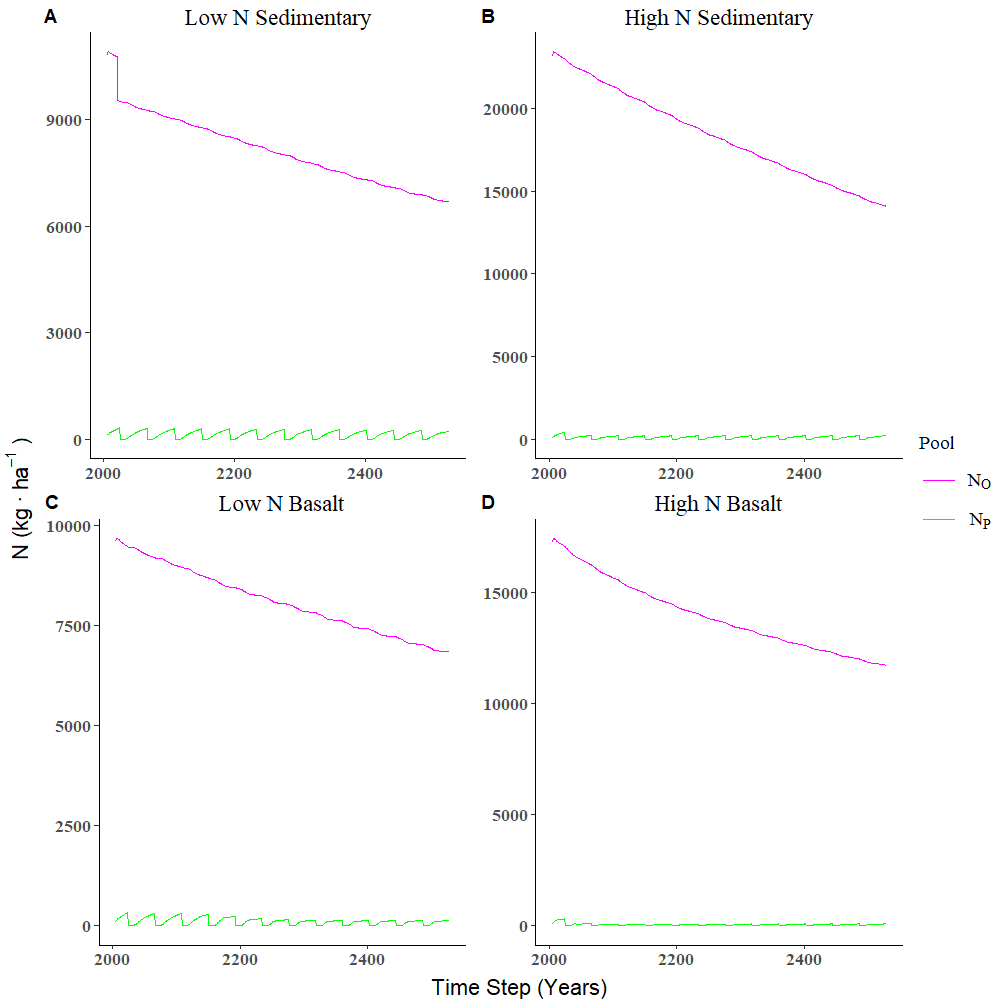 A Low N Sedimentary
9000
6000
3000
0
2000 2200 2400
B High N Sedimentary
20000
15000
10000
5000
0
2000 2200 2400
C Low N Basalt
10000
7500
5000
2500
0
2000 2200 2400
D High N Basalt
15000
10000
5000
0
2000 2200 2400
N (kg · ha⁻¹ )
Time Step (Years)
Pool
N_O
N_P